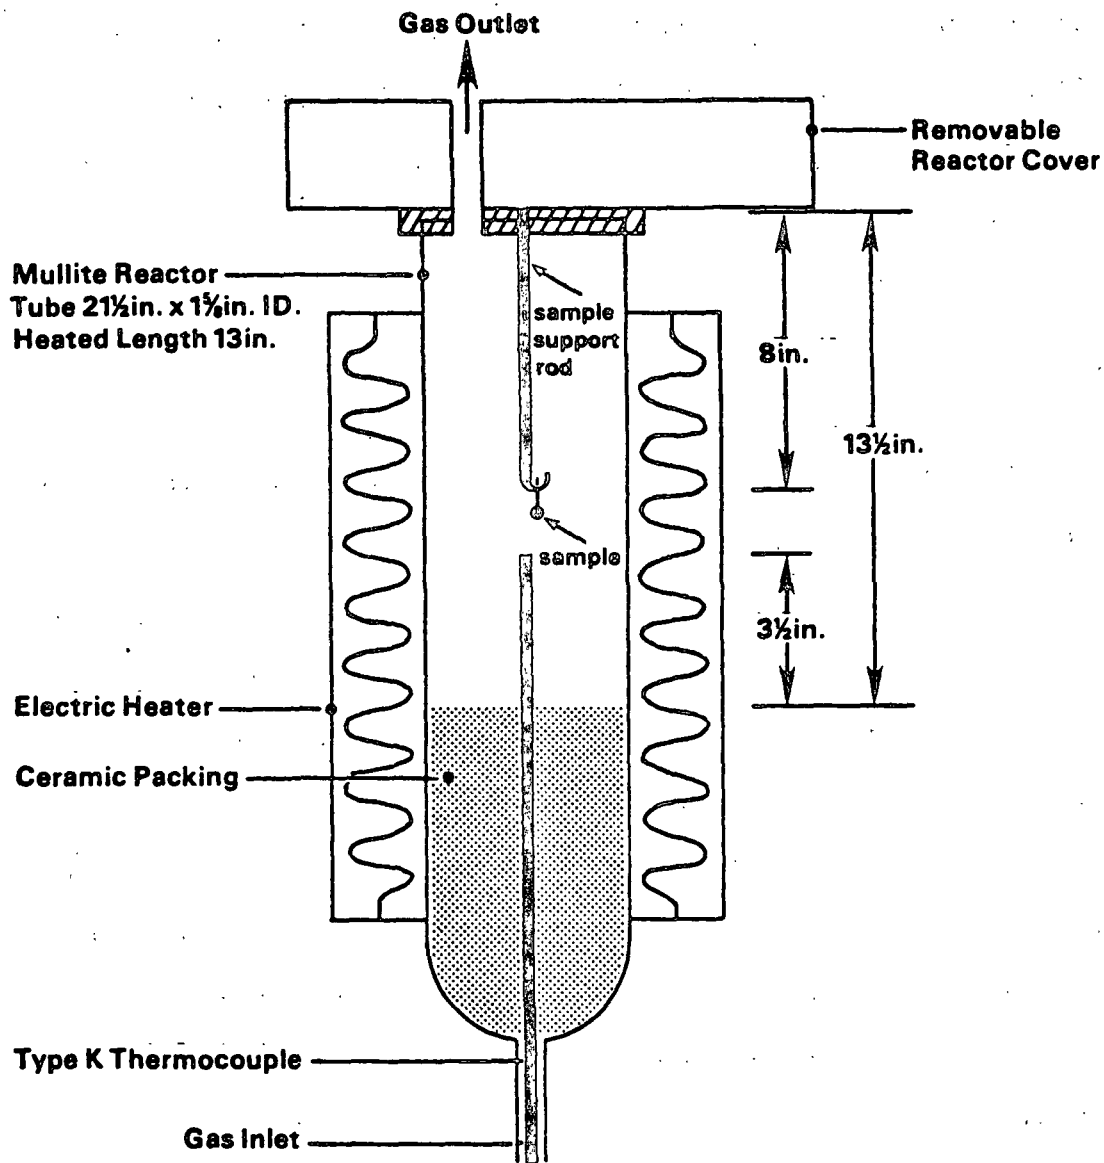 Gas Outlet
Removable
Reactor Cover
Mullite Reactor
Tube 21½in. x 1⅝in. ID.
Heated Length 13in.
sample
support
rod
8in.
13½in.
sample
3½in.
Electric Heater
Ceramic Packing
Type K Thermocouple
Gas Inlet